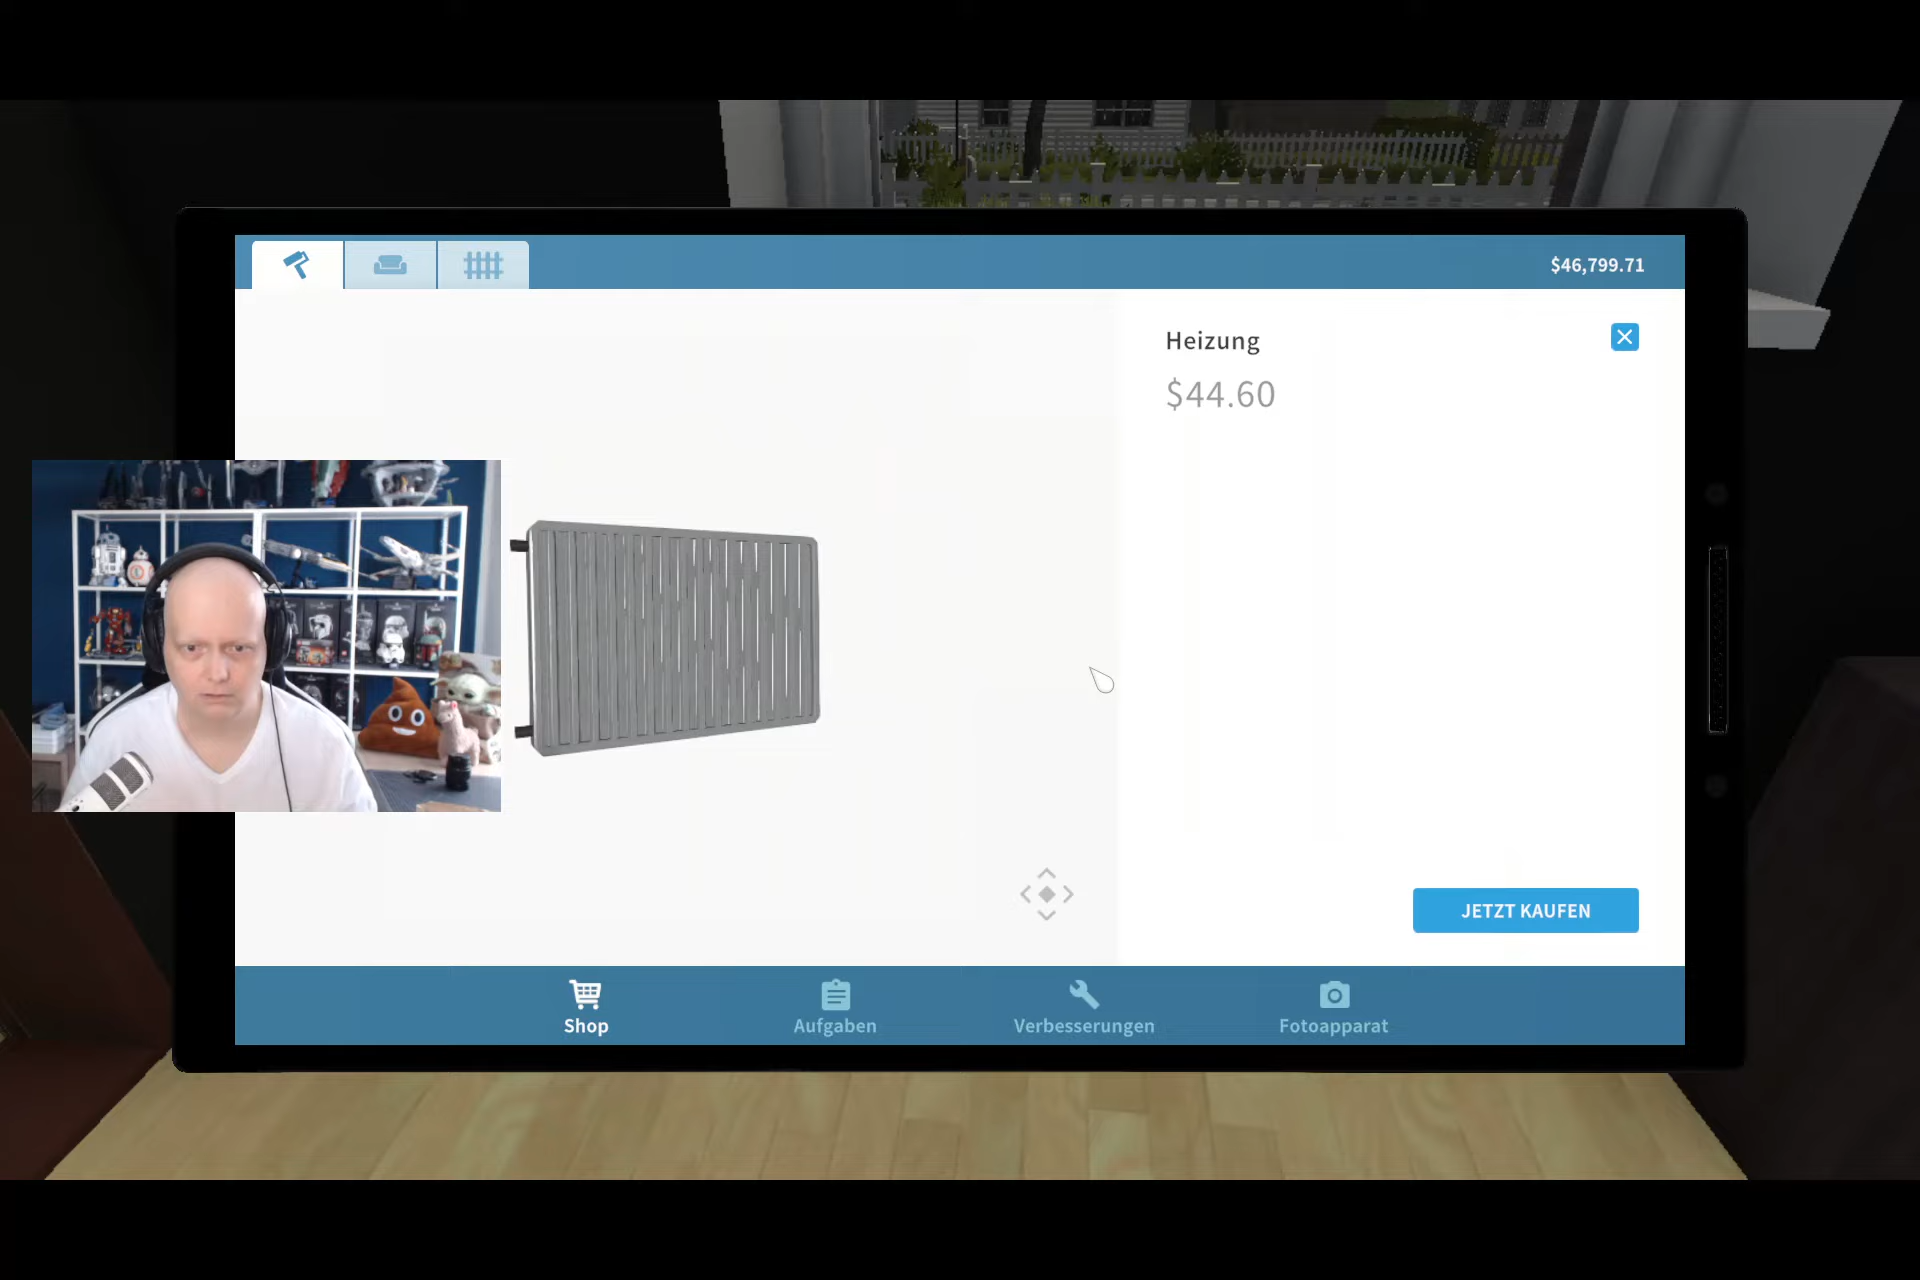 $46,799.71
Heizung
$44.60
JETZT KAUFEN
Shop
Aufgaben
Verbesserungen
Fotoapparat